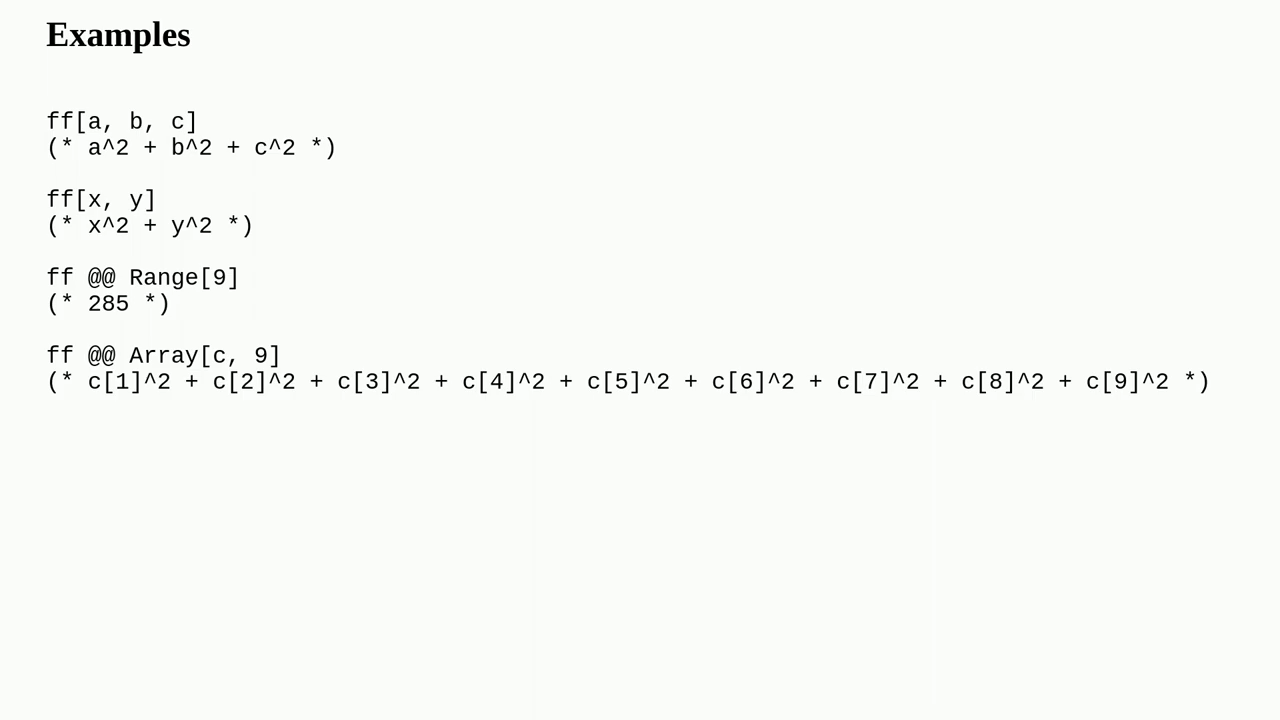 Examples
ff[a, b, c]
(* a^2 + b^2 + c^2 *)
ff[x, y]
(* x^2 + y^2 *)
ff @@ Range[9]
(* 285 *)
ff @@ Array[c, 9]
(* c[1]^2 + c[2]^2 + c[3]^2 + c[4]^2 + c[5]^2 + c[6]^2 + c[7]^2 + c[8]^2 + c[9]^2 *)